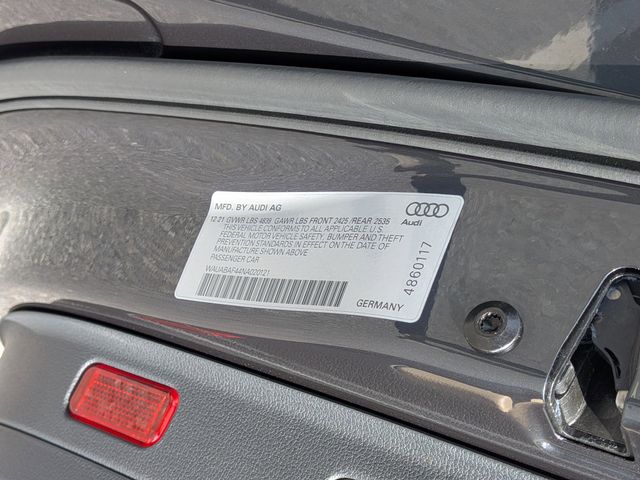 MFD. BY AUDI AG
12.21 GVWR LBS 4839, GAWR LBS FRONT 2425 /REAR 2535
THIS VEHICLE CONFORMS TO ALL APPLICABLE U.S.
FEDERAL MOTOR VEHICLE SAFETY, BUMPER AND THEFT
PREVENTION STANDARDS IN EFFECT ON THE DATE OF
MANUFACTURE SHOWN ABOVE
PASSENGER CAR
WAUABAF44NA020121
GERMANY
Audi
4860117